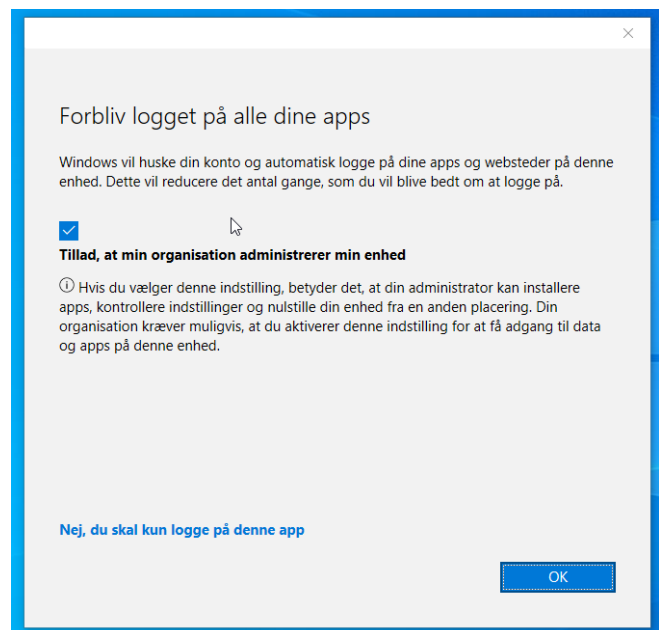 Forbliv logget på alle dine apps
Windows vil huske din konto og automatisk logge på dine apps og websteder på denne
enhed. Dette vil reducere det antal gange, som du vil blive bedt om at logge på.
Tillad, at min organisation administrerer min enhed
Hvis du vælger denne indstilling, betyder det, at din administrator kan installere
apps, kontrollere indstillinger og nulstille din enhed fra en anden placering. Din
organisation kræver muligvis, at du aktiverer denne indstilling for at få adgang til data
og apps på denne enhed.
Nej, du skal kun logge på denne app
OK